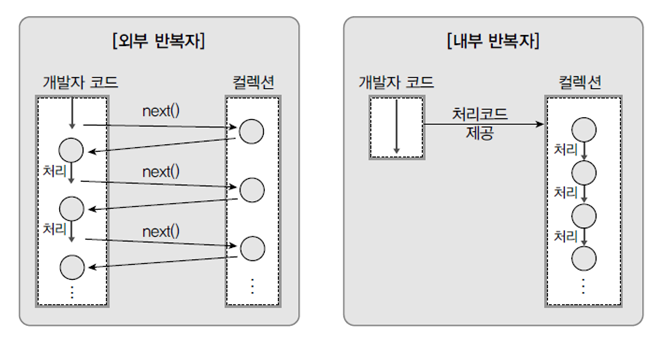 [외부 반복자]
개발자 코드
컬렉션
next()
처리
next()
처리
next()
⋮
⋮
[내부 반복자]
개발자 코드
컬렉션
처리코드
제공
처리
처리
처리
⋮